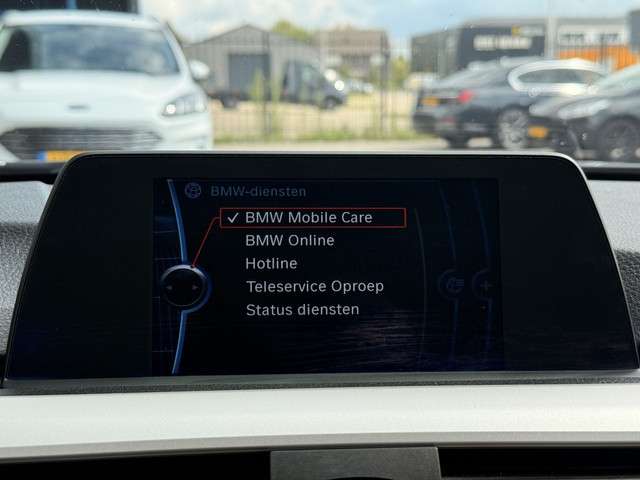 BMW-diensten
✓ BMW Mobile Care
BMW Online
Hotline
Teleservice Oproep
Status diensten